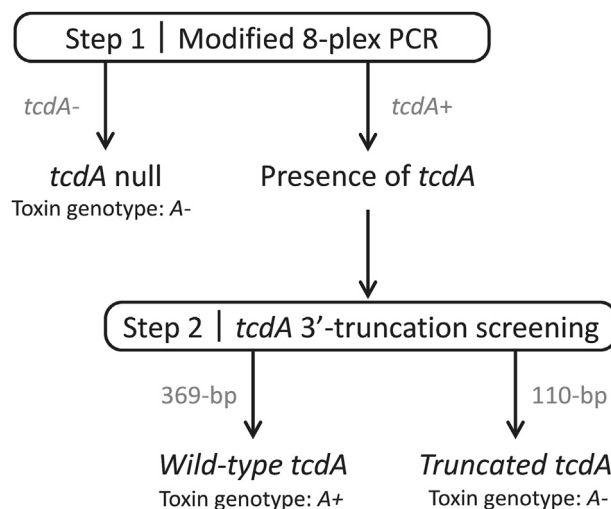 Step 1 | Modified 8-plex PCR
tcdA-
tcdA+
tcdA null
Presence of tcdA
Toxin genotype: A-
Step 2 | tcdA 3’-truncation screening
369-bp
110-bp
Wild-type tcdA
Truncated tcdA
Toxin genotype: A+
Toxin genotype: A-